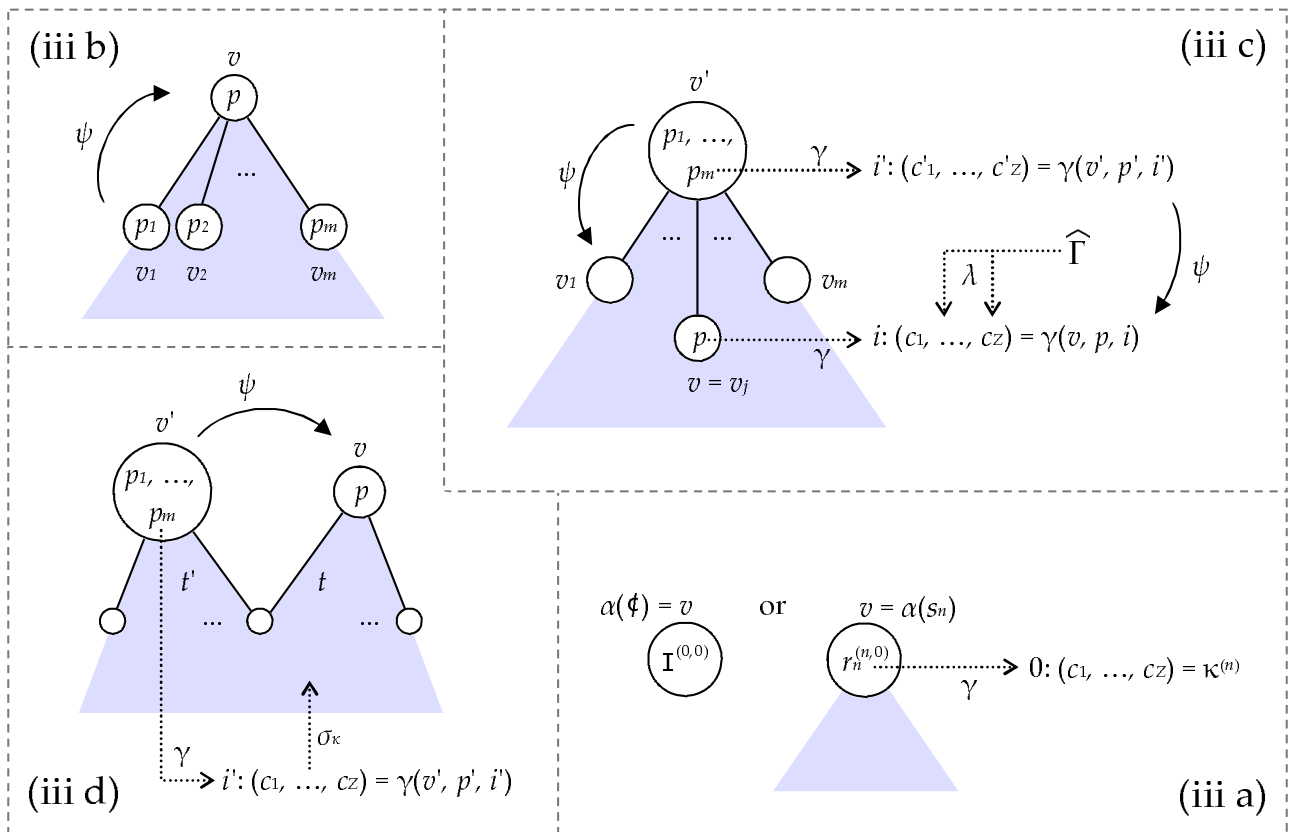 (iii b)
v
p
ψ
...
p1 p2 pm
v1 v2 vm
(iii c)
v'
p1, ...,
pm
γ
i': (c'1, ..., c'Z) = γ(v', p', i')
ψ
... ...
v1 vm
Γ̂
λ
ψ
p
γ
i: (c1, ..., cZ) = γ(v, p, i)
v = vj
(iii d)
ψ
v' v
p1, ...,
pm
p
t' t
... ...
σκ
γ
i': (c1, ..., cZ) = γ(v', p', i')
(iii a)
α(¢) = v or v = α(sn)
I(0,0)
rn(n,0)
γ
0: (c1, ..., cZ) = κ(n)